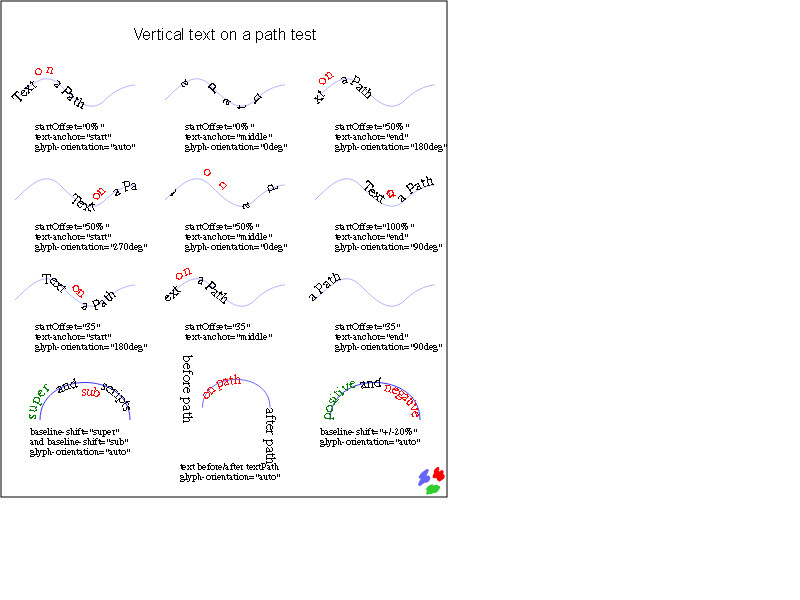 Vertical text on a path test
Text on a Path
a Pat
xt on a Path
startOffset="0%"
text-anchor="start"
glyph-orientation="auto"
startOffset="0%"
text-anchor="middle"
glyph-orientation="0deg"
startOffset="50%"
text-anchor="end"
glyph-orientation="180deg"
Text on a Pa
on a P
Text a Path
startOffset="50%"
text-anchor="start"
glyph-orientation="270deg"
startOffset="50%"
text-anchor="middle"
glyph-orientation="0deg"
startOffset="100%"
text-anchor="end"
glyph-orientation="90deg"
Text on a Path
ext on a Path
a Path
startOffset="35"
text-anchor="start"
glyph-orientation="180deg"
startOffset="35"
text-anchor="middle"
startOffset="35"
text-anchor="end"
glyph-orientation="90deg"
super and sub scripts
before path on path after path
positive and negative
baseline-shift="super"
and baseline-shift="sub"
glyph-orientation="auto"
text before/after textPath
glyph-orientation="auto"
baseline-shift="+/-20%"
glyph-orientation="auto"